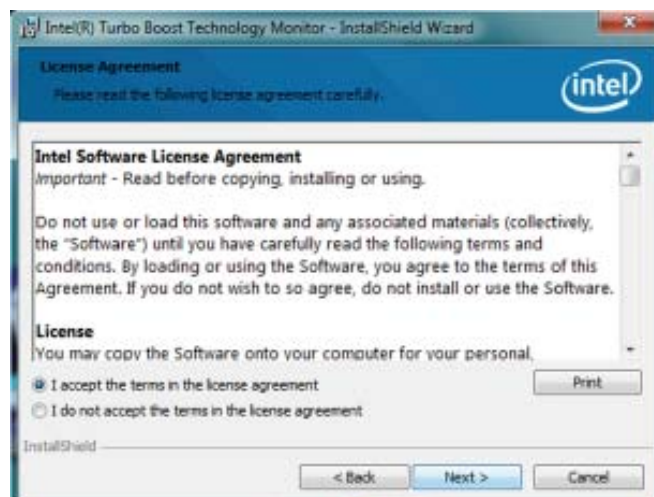 Intel(R) Turbo Boost Technology Monitor - InstallShield Wizard
License Agreement
Please read the following license agreement carefully.
intel
Intel Software License Agreement
Important - Read before copying, installing or using.
Do not use or load this software and any associated materials (collectively,
the "Software") until you have carefully read the following terms and
conditions. By loading or using the Software, you agree to the terms of this
Agreement. If you do not wish to so agree, do not install or use the Software.
License
You may copy the Software onto your computer for your personal,
I accept the terms in the license agreement
Print
I do not accept the terms in the license agreement
InstallShield
< Back
Next >
Cancel